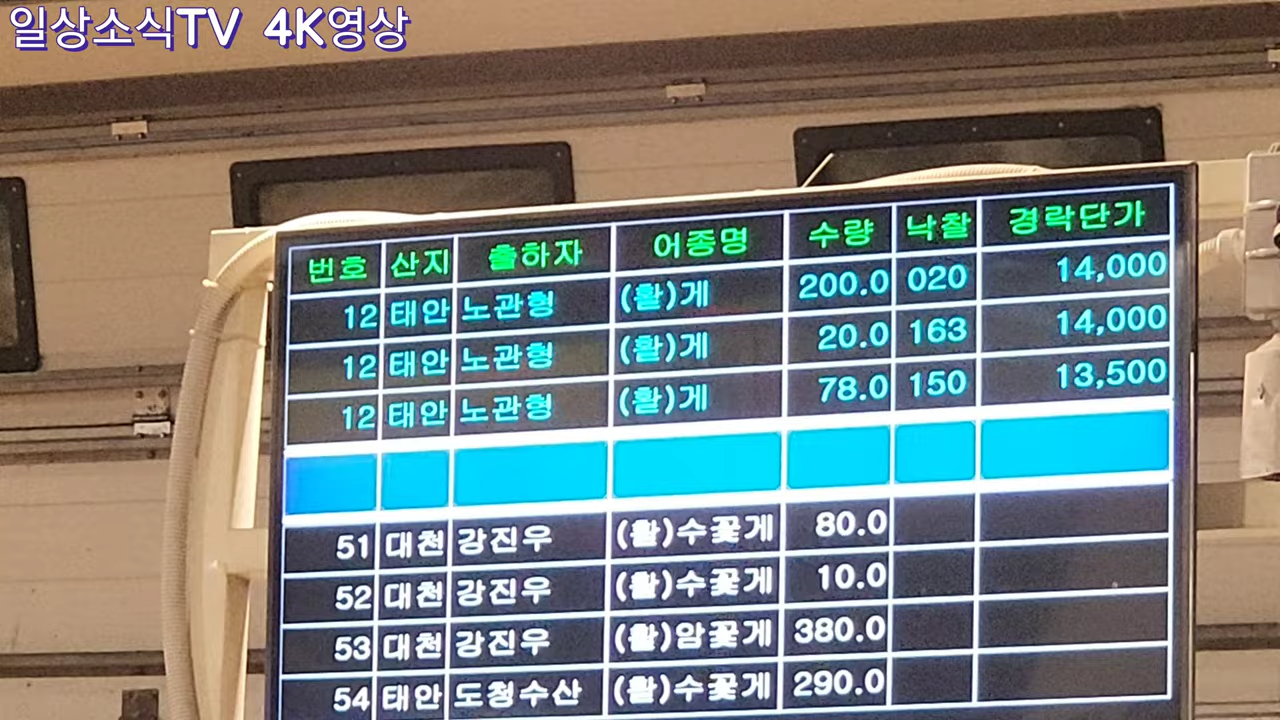 일상소식TV 4K영상
번호 산지 출하자 어종명 수량 낙찰 경락단가
12 태안 노관형 (활)게 200.0 020 14,000
12 태안 노관형 (활)게 20.0 163 14,000
12 태안 노관형 (활)게 78.0 150 13,500
51 대천 강진우 (활)수꽃게 80.0
52 대천 강진우 (활)수꽃게 10.0
53 대천 강진우 (활)암꽃게 380.0
54 태안 도청수산 (활)수꽃게 290.0